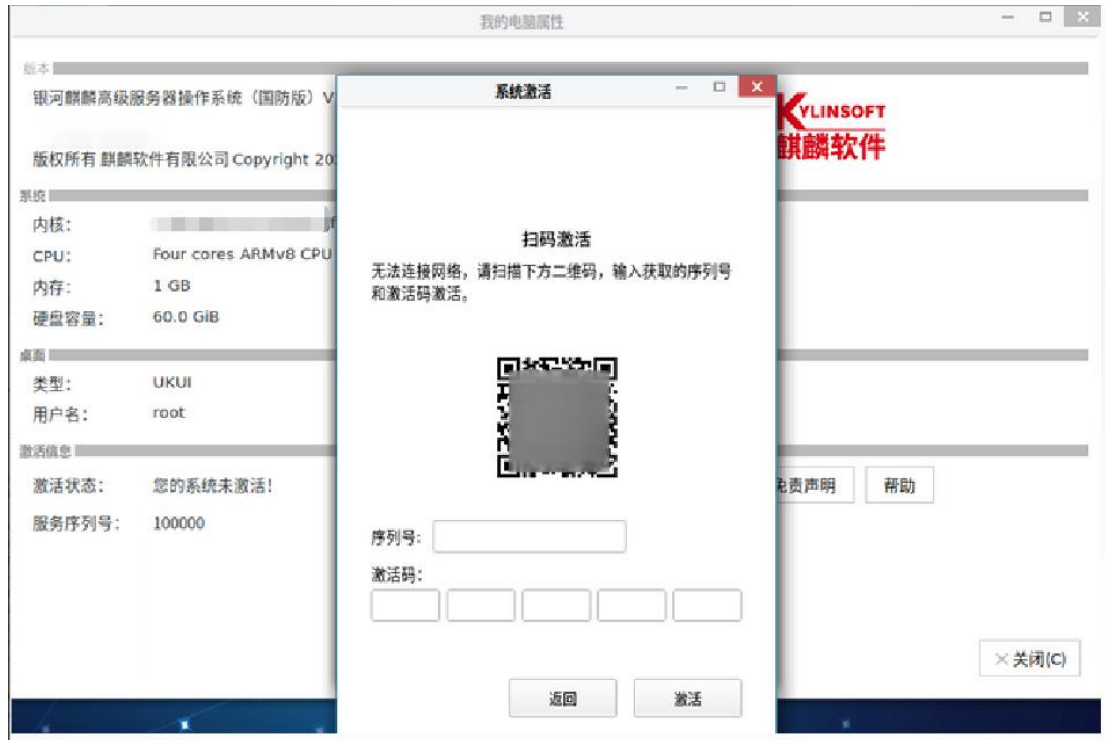 我的电脑属性
版本
银河麒麟高级服务器操作系统（国防版）V
版权所有 麒麟软件有限公司 Copyright 20
KYLINSOFT
麒麟软件
系统
内核：
CPU： Four cores ARMv8 CPU
内存： 1 GB
硬盘容量： 60.0 GiB
桌面
类型： UKUI
用户名： root
激活信息
激活状态： 您的系统未激活！
服务序列号： 100000
免责声明
帮助
关闭(C)
系统激活
扫码激活
无法连接网络，请扫描下方二维码，输入获取的序列号
和激活码激活。
序列号：
激活码：
返回
激活